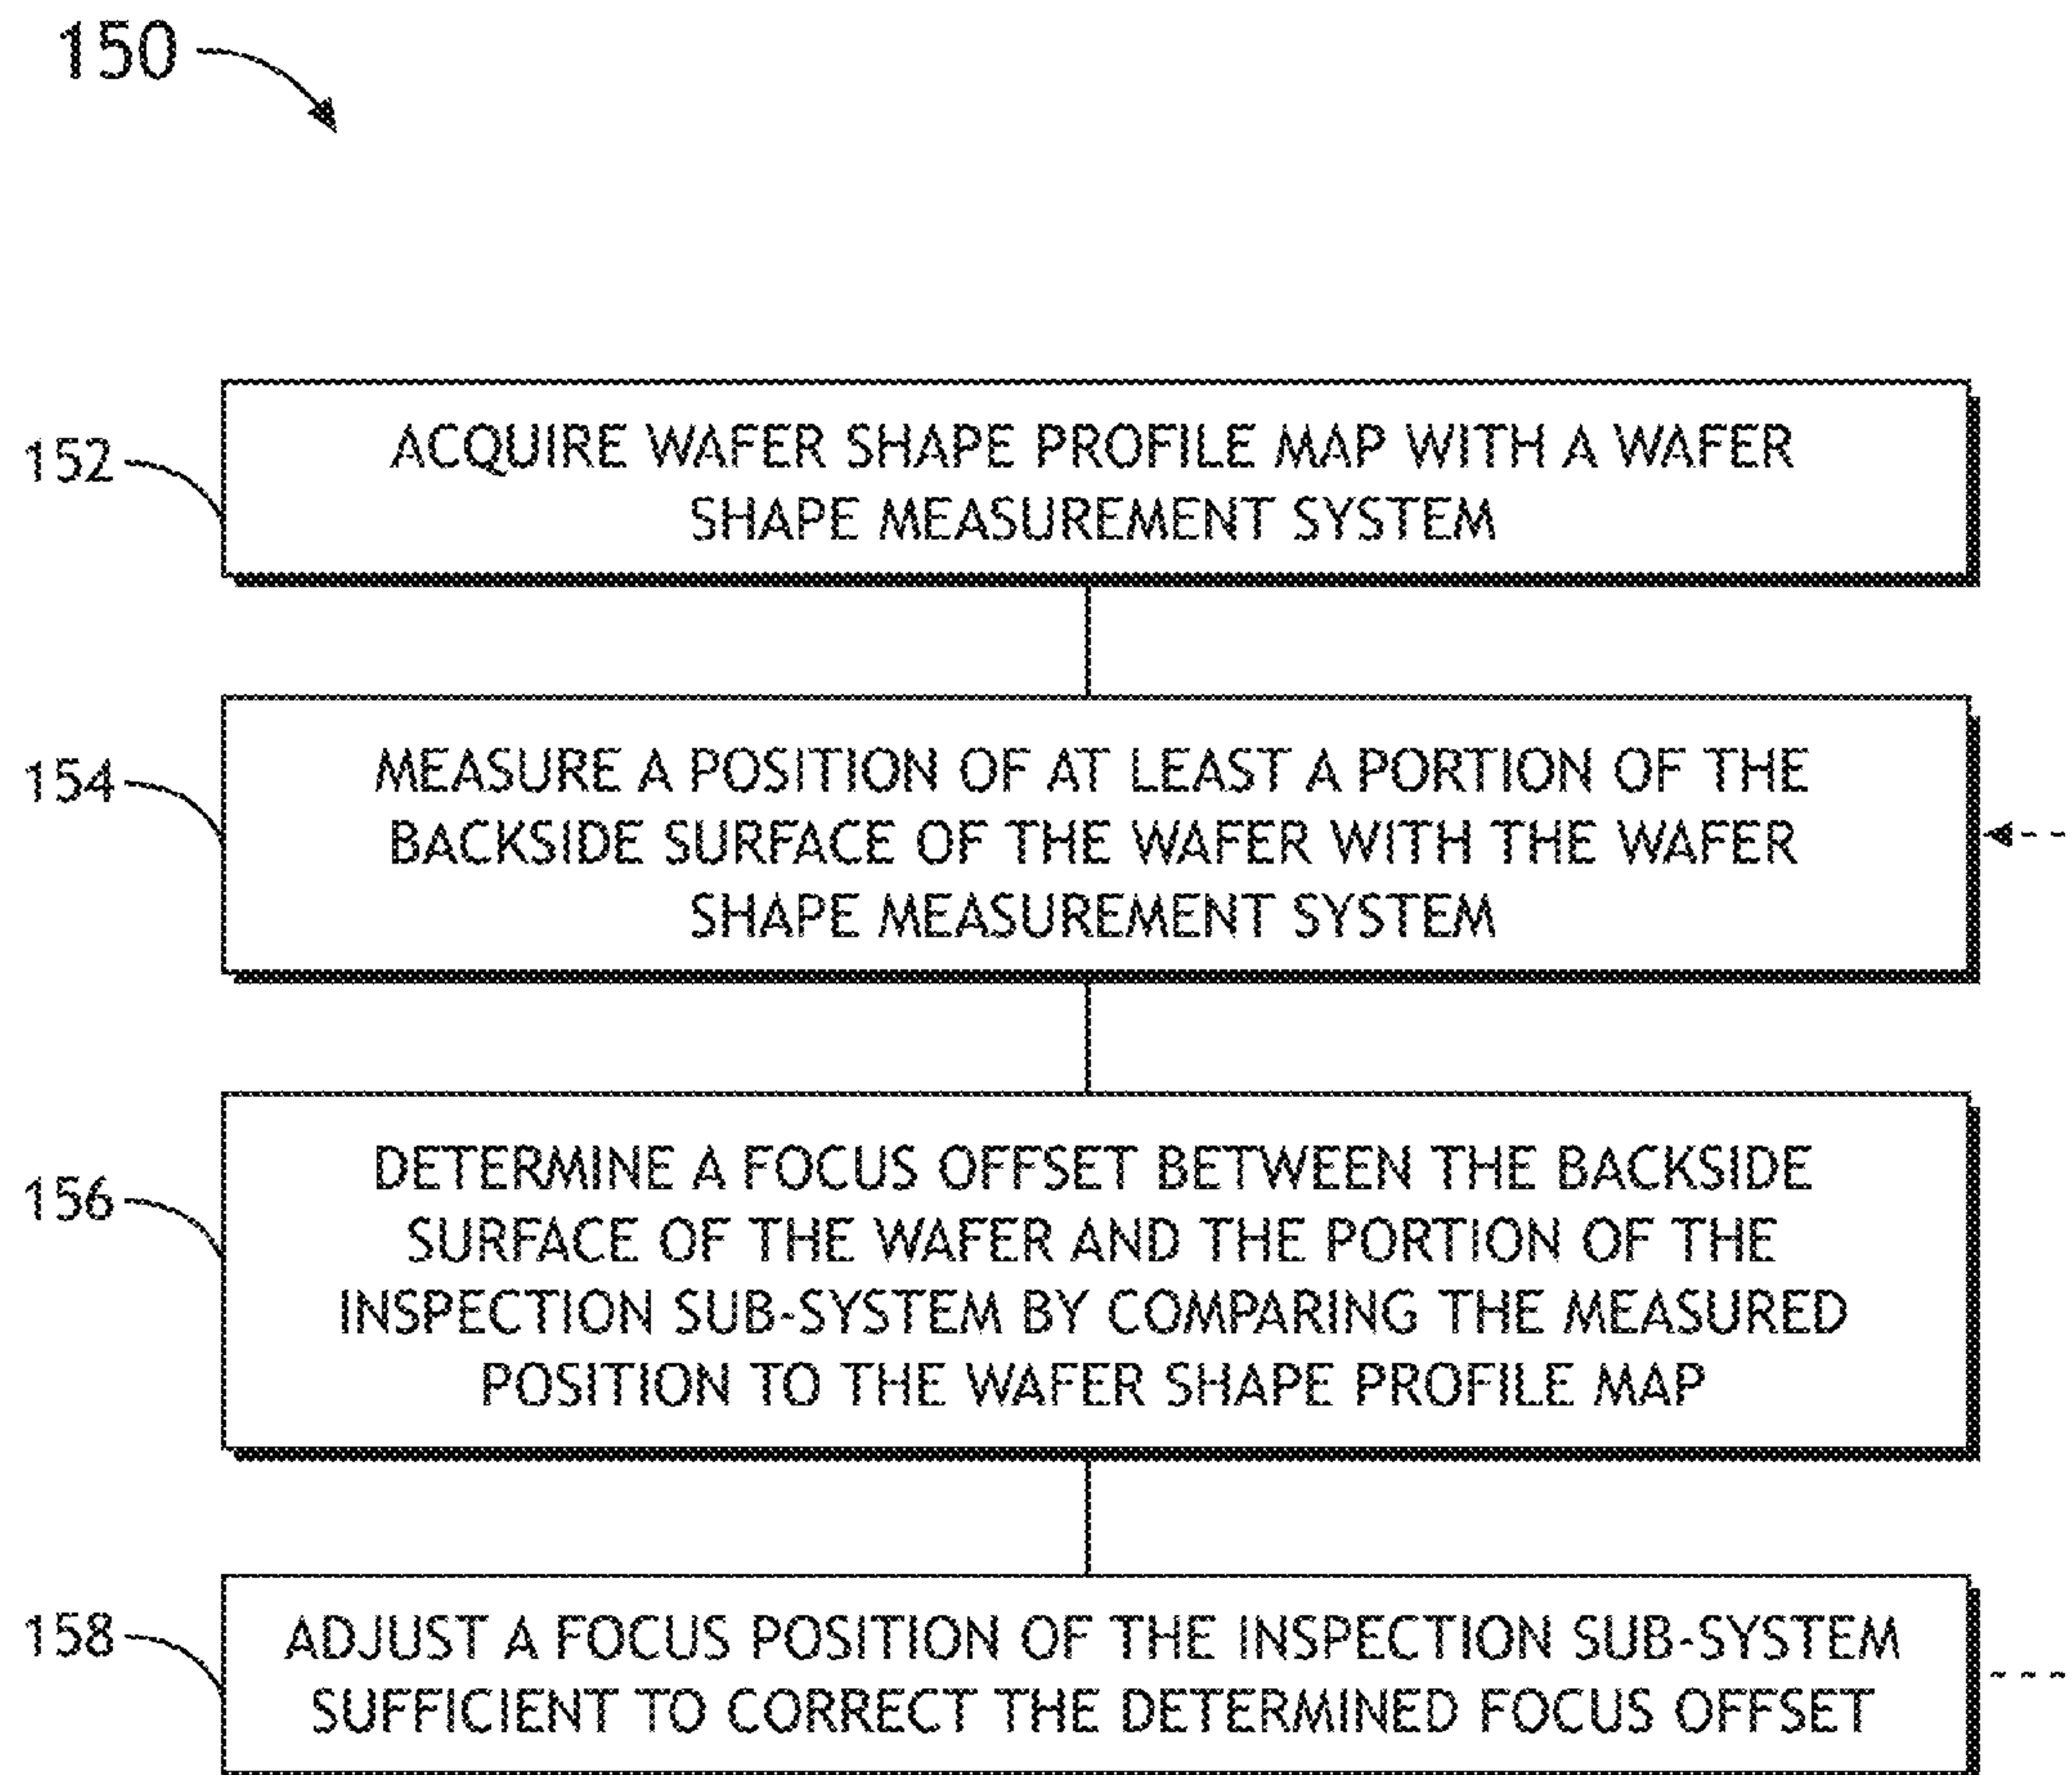 150
152
ACQUIRE WAFER SHAPE PROFILE MAP WITH A WAFER
SHAPE MEASUREMENT SYSTEM
154
MEASURE A POSITION OF AT LEAST A PORTION OF THE
BACKSIDE SURFACE OF THE WAFER WITH THE WAFER
SHAPE MEASUREMENT SYSTEM
156
DETERMINE A FOCUS OFFSET BETWEEN THE BACKSIDE
SURFACE OF THE WAFER AND THE PORTION OF THE
INSPECTION SUB-SYSTEM BY COMPARING THE MEASURED
POSITION TO THE WAFER SHAPE PROFILE MAP
158
ADJUST A FOCUS POSITION OF THE INSPECTION SUB-SYSTEM
SUFFICIENT TO CORRECT THE DETERMINED FOCUS OFFSET